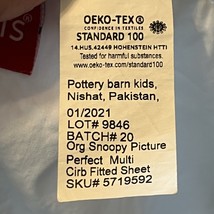 OEKO-TEX®
CONFIDENCE IN TEXTILES
STANDARD 100
14.HUS.42449 HOHENSTEIN HTTI
Tested for harmful substances.
www.oeko-tex.com/standard100
Pottery barn kids,
Nishat, Pakistan,
01/2021
LOT# 9846
BATCH# 20
Org Snoopy Picture
Perfect Multi
Cirb Fitted Sheet
SKU# 5719592